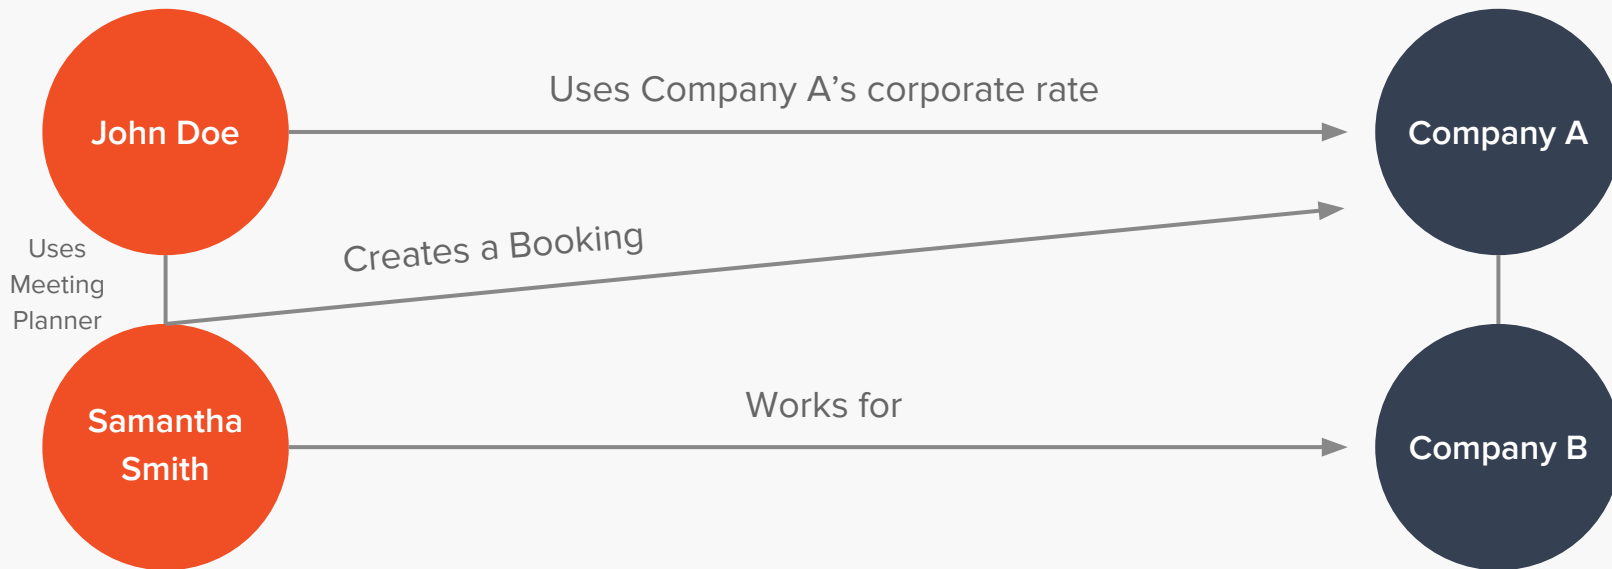 Uses Company A’s corporate rate
John Doe
Company A
Creates a Booking
Uses
Meeting
Planner
Works for
Samantha
Smith
Company B